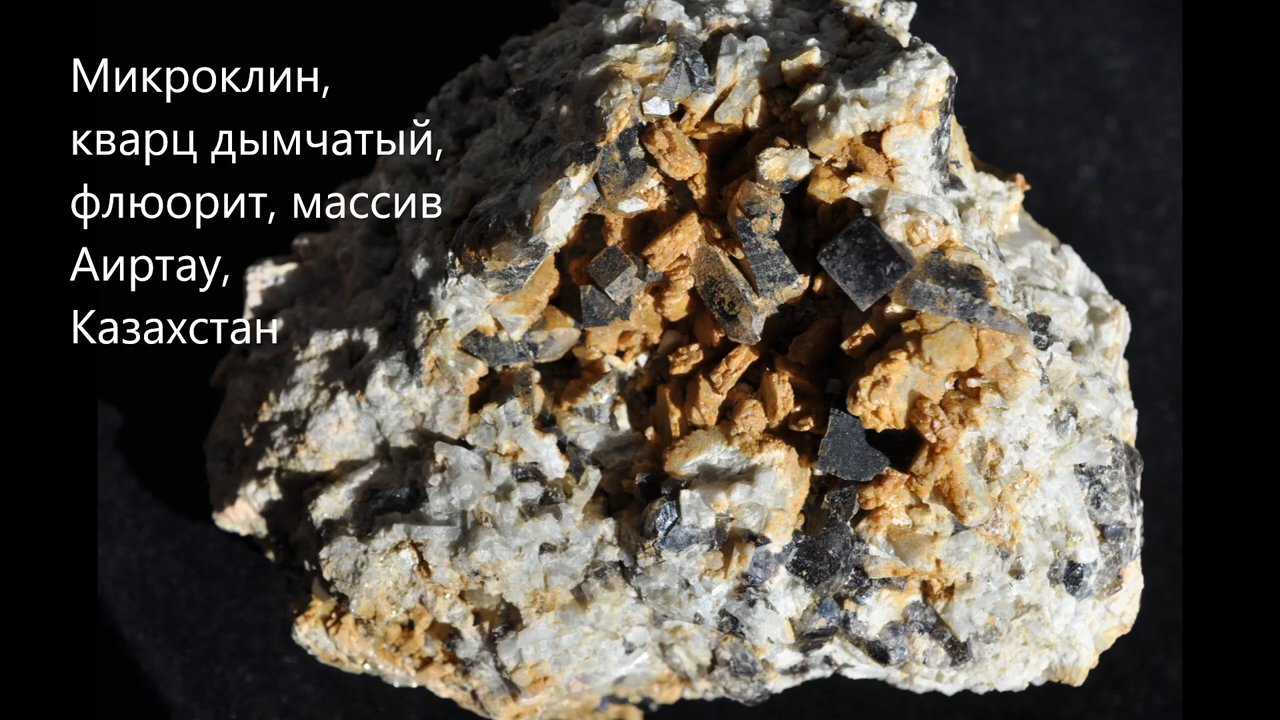 Микроклин,
кварц дымчатый,
флюорит, массив
Аиртау,
Казахстан